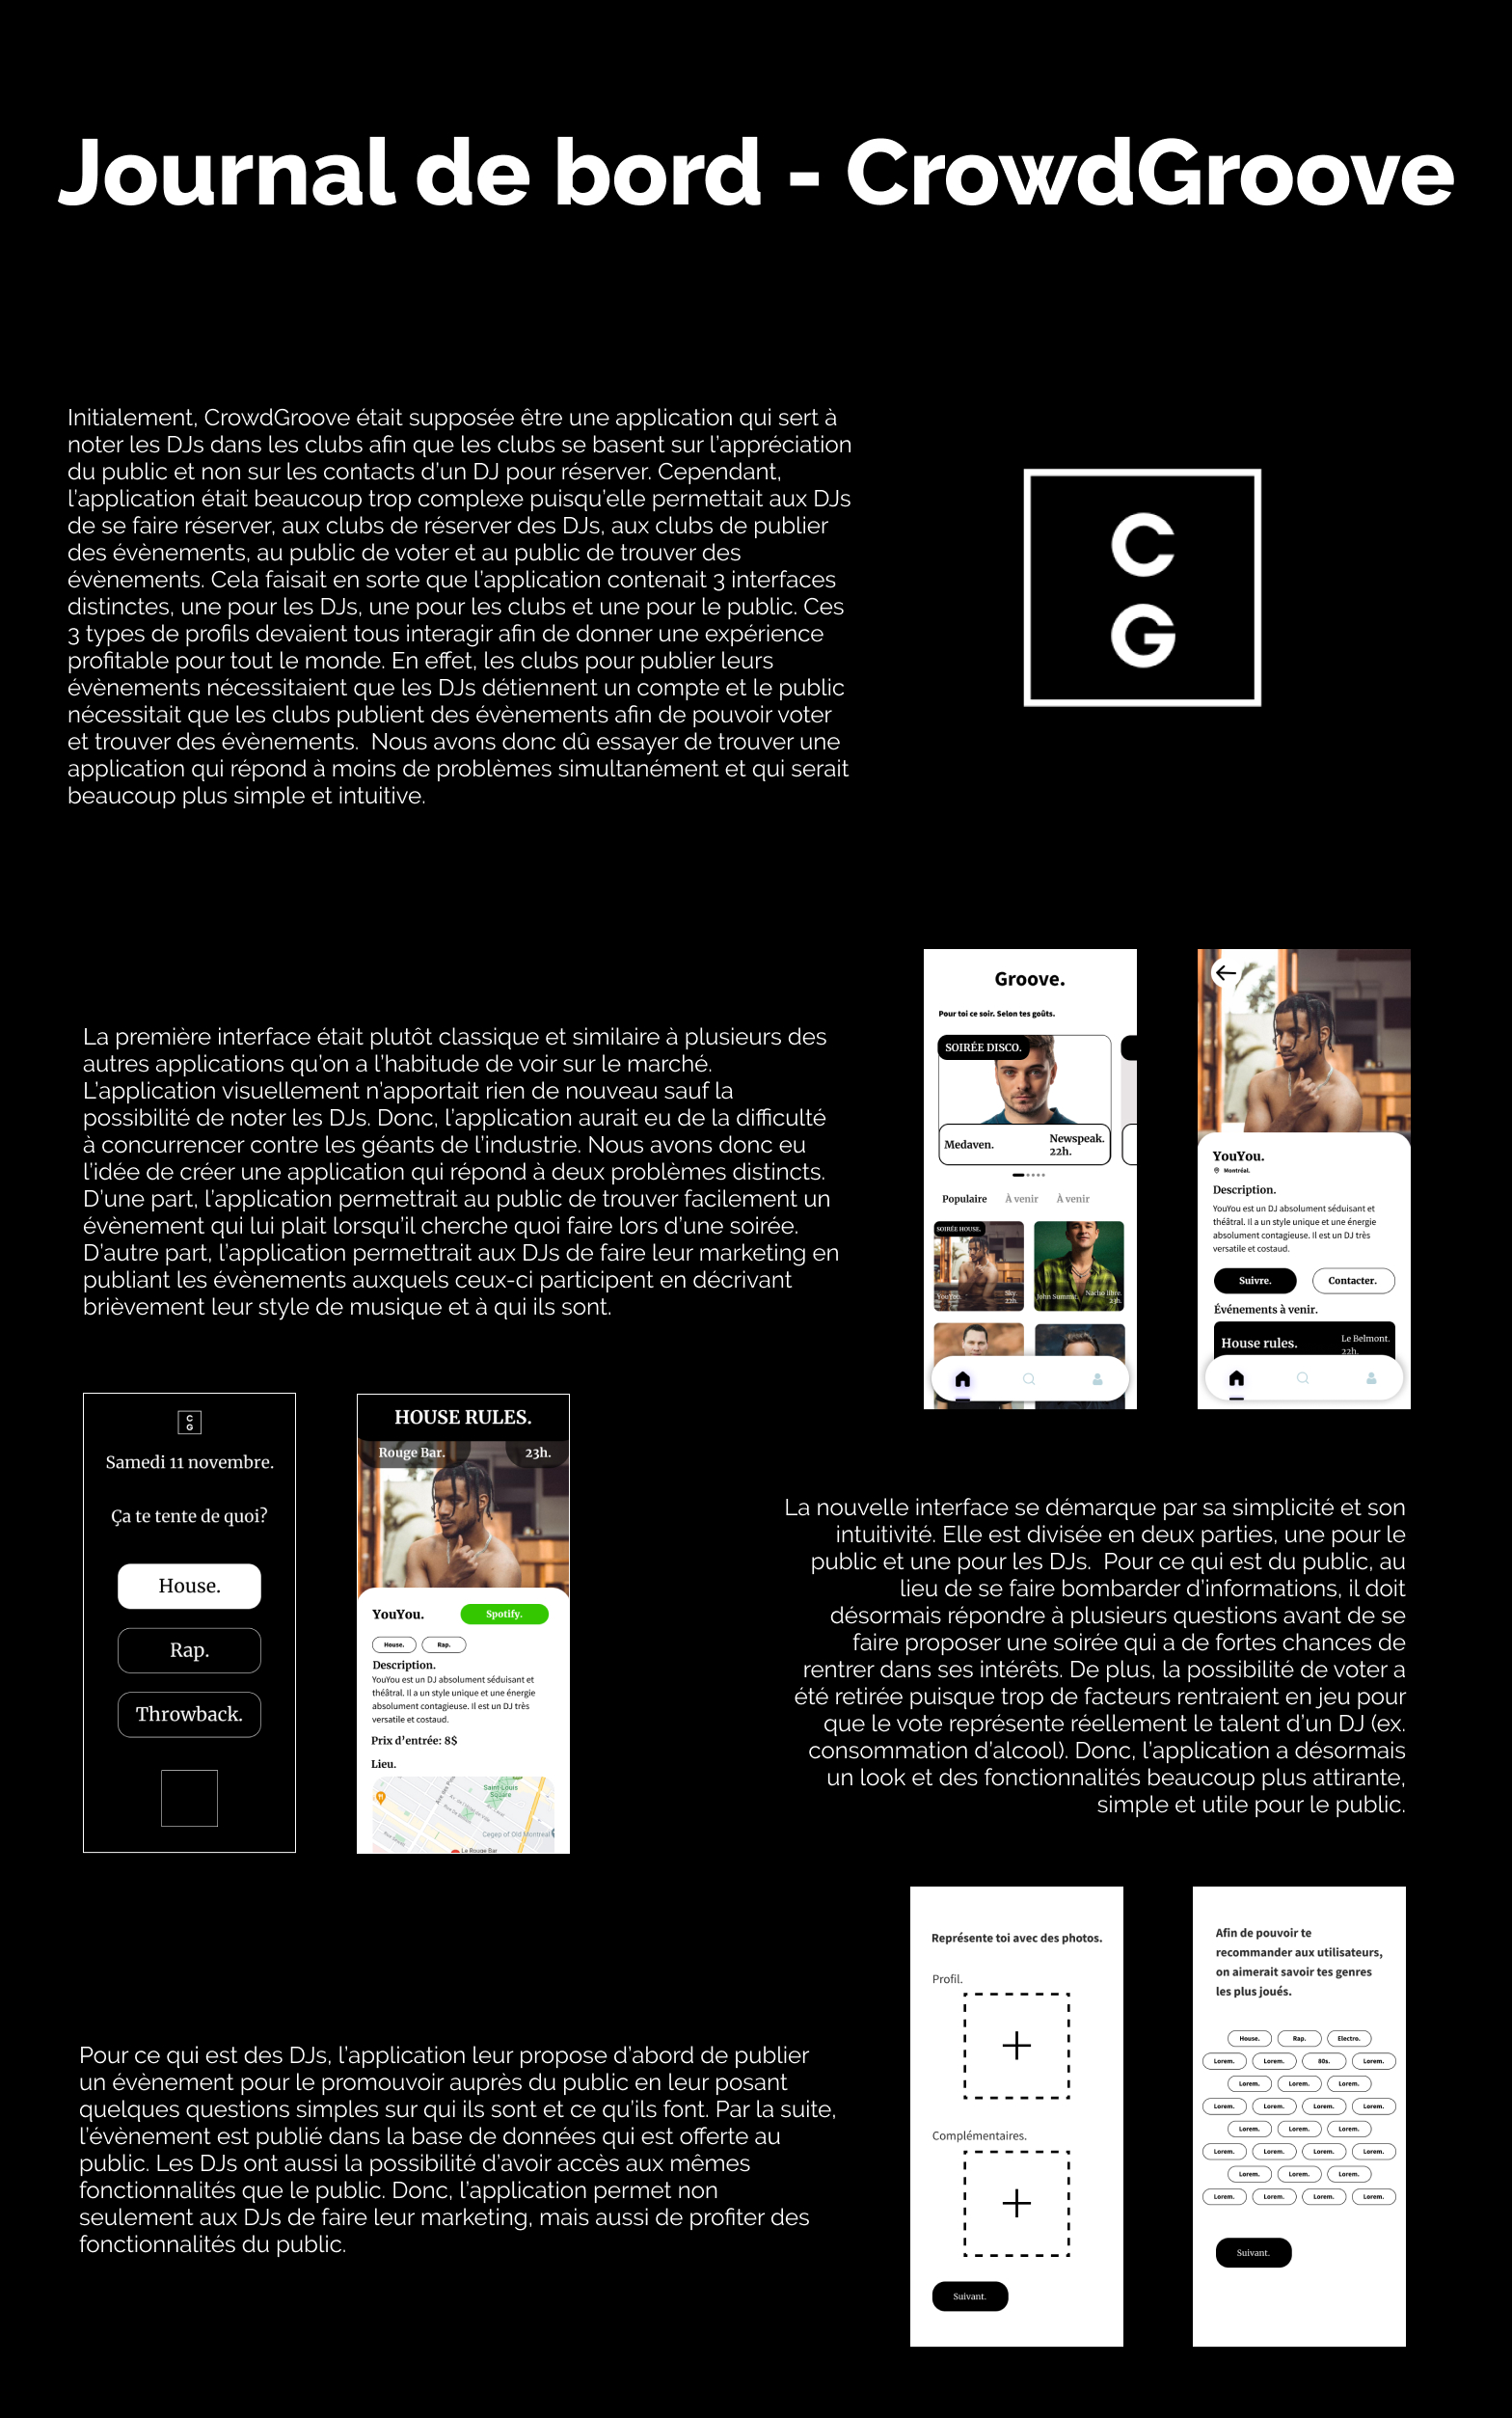 Journal de bord - CrowdGroove
Initialement, CrowdGroove était supposée être une application qui sert à
noter les DJs dans les clubs afin que les clubs se basent sur l'appréciation
du public et non sur les contacts d'un DJ pour réserver. Cependant,
l'application était beaucoup trop complexe puisqu'elle permettait aux DJs
de se faire réserver, aux clubs de réserver des DJs, aux clubs de publier
des évènements, au public de voter et au public de trouver des
évènements. Cela faisait en sorte que l'application contenait 3 interfaces
distinctes, une pour les DJs, une pour les clubs et une pour le public. Ces
3 types de profils devaient tous interagir afin de donner une expérience
profitable pour tout le monde. En effet, les clubs pour publier leurs
évènements nécessitaient que les DJs détiennent un compte et le public
nécessitait que les clubs publient des évènements afin de pouvoir voter
et trouver des évènements.  Nous avons donc dû essayer de trouver une
application qui répond à moins de problèmes simultanément et qui serait
beaucoup plus simple et intuitive.
C
G
La première interface était plutôt classique et similaire à plusieurs des
autres applications qu'on a l'habitude de voir sur le marché.
L'application visuellement n'apportait rien de nouveau sauf la
possibilité de noter les DJs. Donc, l'application aurait eu de la difficulté
à concurrencer contre les géants de l'industrie. Nous avons donc eu
l'idée de créer une application qui répond à deux problèmes distincts.
D'une part, l'application permettrait au public de trouver facilement un
évènement qui lui plait lorsqu'il cherche quoi faire lors d'une soirée.
D'autre part, l'application permettrait aux DJs de faire leur marketing en
publiant les évènements auxquels ceux-ci participent en décrivant
brièvement leur style de musique et à qui ils sont.
Groove.
Pour toi ce soir. Selon tes goûts.
SOIRÉE DISCO.
Medaven.
Newspeak.
22h.
Populaire À venir À venir
SOIRÉE HOUSE.
YouYou.
Sky.
22h.
John Summit.
Nacho libre.
23h.
YouYou.
Montréal.
Description.
YouYou est un DJ absolument séduisant et
théâtral. Il a un style unique et une énergie
absolument contagieuse. Il est un DJ très
versatile et costaud.
Suivre. Contacter.
Événements à venir.
House rules.
Le Belmont.
22h.
C
G
Samedi 11 novembre.
Ça te tente de quoi?
House.
Rap.
Throwback.
HOUSE RULES.
Rouge Bar. 23h.
YouYou. Spotify.
House. Rap.
Description.
YouYou est un DJ absolument séduisant et
théâtral. Il a un style unique et une énergie
absolument contagieuse. Il est un DJ très
versatile et costaud.
Prix d'entrée: 8$
Lieu.
Saint-Louis
Square
Cegep of Old Montreal
Le Rouge Bar
La nouvelle interface se démarque par sa simplicité et son
intuitivité. Elle est divisée en deux parties, une pour le
public et une pour les DJs.  Pour ce qui est du public, au
lieu de se faire bombarder d'informations, il doit
désormais répondre à plusieurs questions avant de se
faire proposer une soirée qui a de fortes chances de
rentrer dans ses intérêts. De plus, la possibilité de voter a
été retirée puisque trop de facteurs rentraient en jeu pour
que le vote représente réellement le talent d'un DJ (ex.
consommation d'alcool). Donc, l'application a désormais
un look et des fonctionnalités beaucoup plus attirante,
simple et utile pour le public.
Pour ce qui est des DJs, l'application leur propose d'abord de publier
un évènement pour le promouvoir auprès du public en leur posant
quelques questions simples sur qui ils sont et ce qu'ils font. Par la suite,
l'évènement est publié dans la base de données qui est offerte au
public. Les DJs ont aussi la possibilité d'avoir accès aux mêmes
fonctionnalités que le public. Donc, l'application permet non
seulement aux DJs de faire leur marketing, mais aussi de profiter des
fonctionnalités du public.
Représente toi avec des photos.
Profil.
Complémentaires.
Suivant.
Afin de pouvoir te
recommander aux utilisateurs,
on aimerait savoir tes genres
les plus joués.
House. Rap. Electro.
Lorem. Lorem. 80s. Lorem.
Lorem. Lorem. Lorem.
Lorem. Lorem. Lorem. Lorem.
Lorem. Lorem. Lorem.
Lorem. Lorem. Lorem. Lorem.
Lorem. Lorem. Lorem.
Lorem. Lorem. Lorem. Lorem.
Suivant.